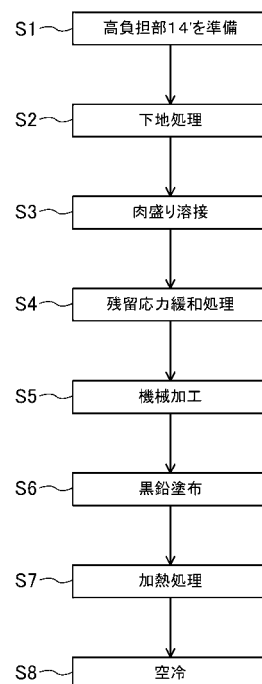 S1 高負担部14'を準備
S2 下地処理
S3 肉盛り溶接
S4 残留応力緩和処理
S5 機械加工
S6 黒鉛塗布
S7 加熱処理
S8 空冷